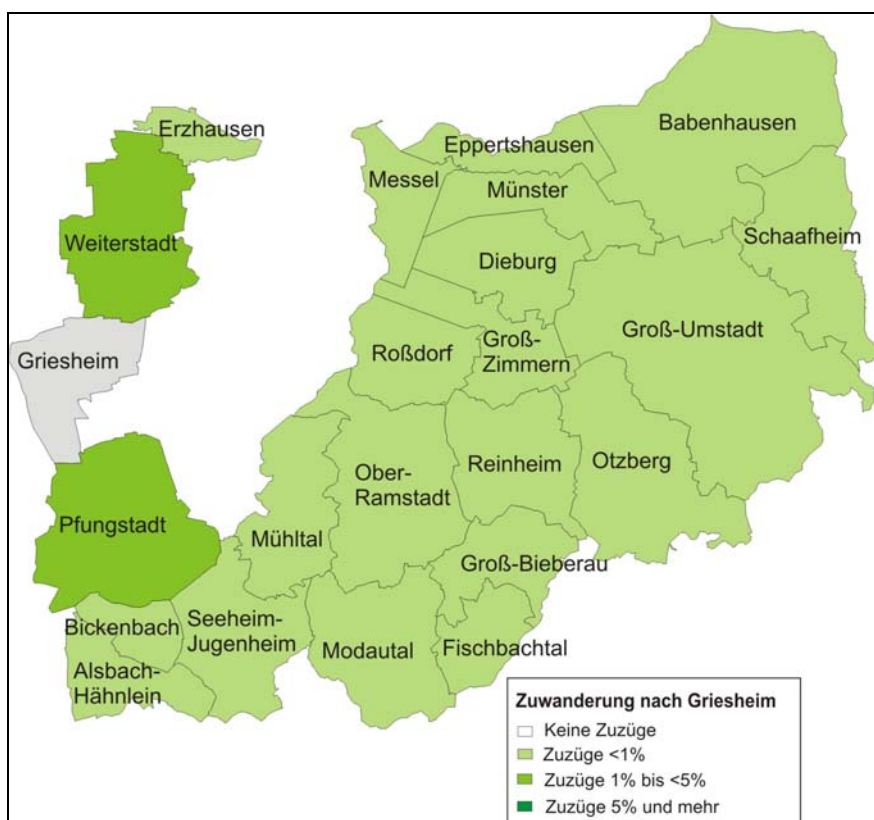 Erzhausen
Babenhausen
Eppertshausen
Messel
Münster
Schaafheim
Weiterstadt
Dieburg
Groß-Umstadt
Griesheim
Roßdorf
Groß-
Zimmern
Reinheim
Otzberg
Ober-
Ramstadt
Pfungstadt
Mühltal
Groß-Bieberau
Bickenbach
Seeheim-
Jugenheim
Modautal
Fischbachtal
Alsbach-
Hähnlein
Zuwanderung nach Griesheim
Keine Zuzüge
Zuzüge <1%
Zuzüge 1% bis <5%
Zuzüge 5% und mehr